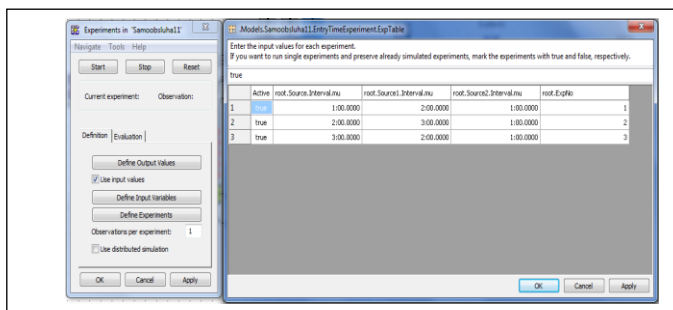 Experiments in 'Samoobsluha11'
Navigate Tools Help
Start Stop Reset
Current experiment: Observation:
Definition Evaluation
Define Output Values
Use input values
Define Input Variables
Define Experiments
Observations per experiment: 1
Use distributed simulation
OK Cancel Apply
.Models.Samoobsluha11.EntryTimeExperiment.ExpTable
Enter the input values for each experiment.
If you want to run single experiments and preserve already simulated experiments, mark the experiments with true and false, respectively.
true
Active root.Source.Interval.mu root.Source1.Interval.mu root.Source2.Interval.mu root.ExpNo
1 true 1:00.0000 2:00.0000 1:00.0000 1
2 true 2:00.0000 3:00.0000 1:00.0000 2
3 true 3:00.0000 2:00.0000 1:00.0000 3
OK Cancel Apply